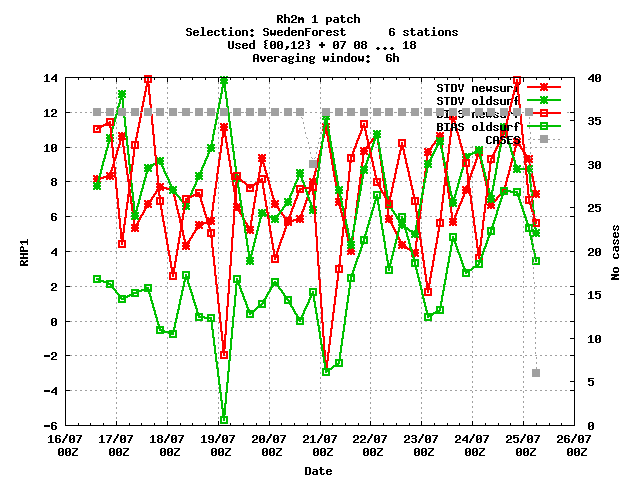 Rh2m 1 patch
Selection: SwedenForest 6 stations
Used {00,12} + 07 08 ... 18
Averaging window: 6h
STDV newsurf
STDV oldsurf
BIAS newsurf
BIAS oldsurf
CASES
RHP1
No cases
14
12
10
8
6
4
2
0
-2
-4
-6
40
35
30
25
20
15
10
5
0
16/07 17/07 18/07 19/07 20/07 21/07 22/07 23/07 24/07 25/07 26/07
00Z 00Z 00Z 00Z 00Z 00Z 00Z 00Z 00Z 00Z 00Z
Date